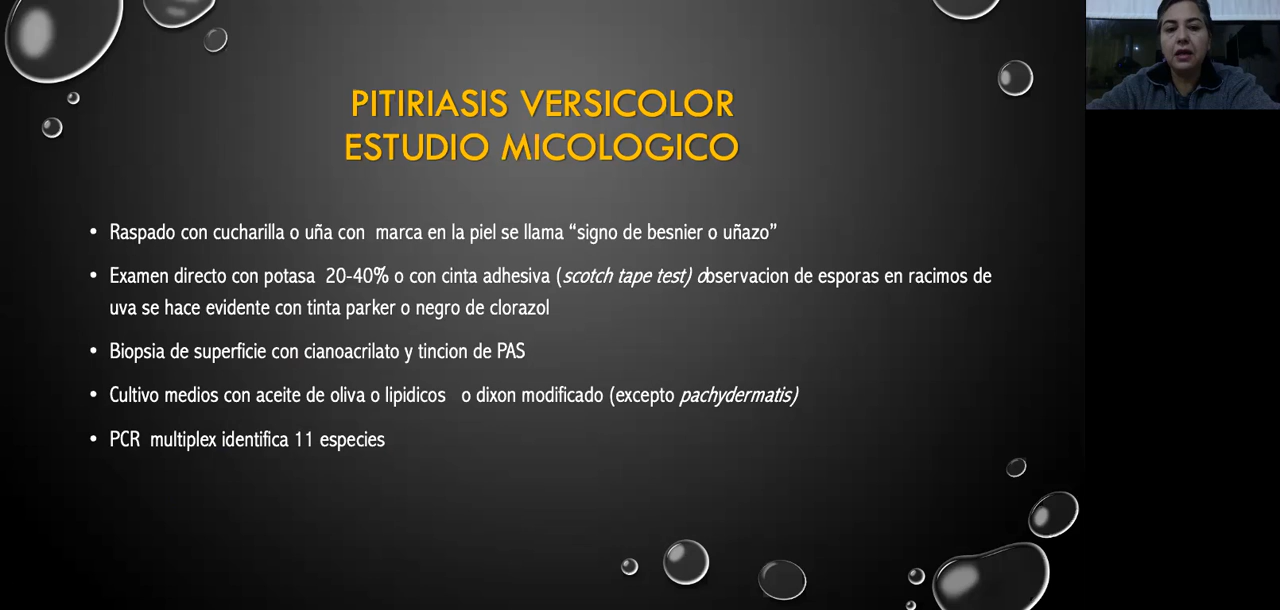 PITIRIASIS VERSICOLOR
ESTUDIO MICOLOGICO
• Raspado con cucharilla o uña con marca en la piel se llama “signo de besnier o uñazo”
• Examen directo con potasa 20-40% o con cinta adhesiva (scotch tape test) observacion de esporas en racimos de
uva se hace evidente con tinta parker o negro de clorazol
• Biopsia de superficie con cianoacrilato y tincion de PAS
• Cultivo medios con aceite de oliva o lipidicos o dixon modificado (excepto pachydermatis)
• PCR multiplex identifica 11 especies